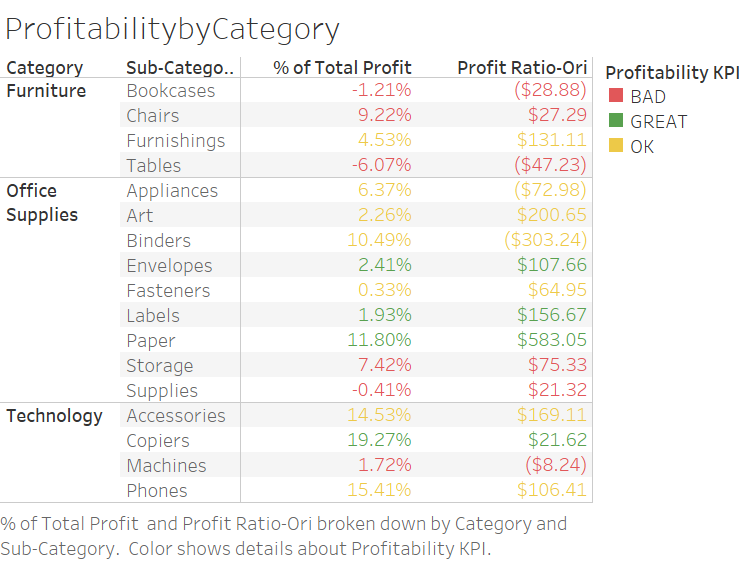 ProfitabilitybyCategory
Category Sub-Catego.. % of Total Profit Profit Ratio-Ori Profitability KPI
Furniture Bookcases -1.21% ($28.88) BAD
Chairs 9.22% $27.29 GREAT
Furnishings 4.53% $131.11 OK
Tables -6.07% ($47.23)
Office Supplies Appliances 6.37% ($72.98)
Art 2.26% $200.65
Binders 10.49% ($303.24)
Envelopes 2.41% $107.66
Fasteners 0.33% $64.95
Labels 1.93% $156.67
Paper 11.80% $583.05
Storage 7.42% $75.33
Supplies -0.41% $21.32
Technology Accessories 14.53% $169.11
Copiers 19.27% $21.62
Machines 1.72% ($8.24)
Phones 15.41% $106.41
% of Total Profit and Profit Ratio-Ori broken down by Category and
Sub-Category. Color shows details about Profitability KPI.